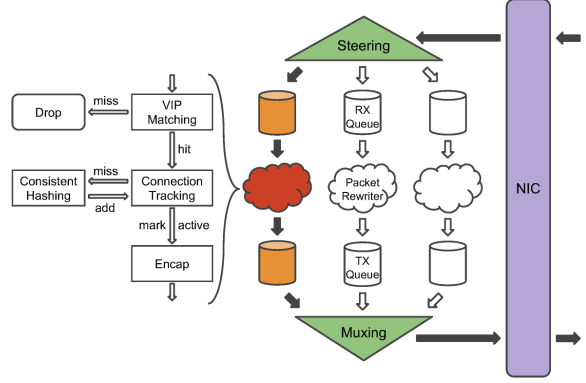 Steering
miss
VIP
Matching
Drop
RX
Queue
hit
miss
Consistent
Hashing
Connection
Tracking
add
Packet
Rewriter
NIC
mark active
Encap
TX
Queue
Muxing